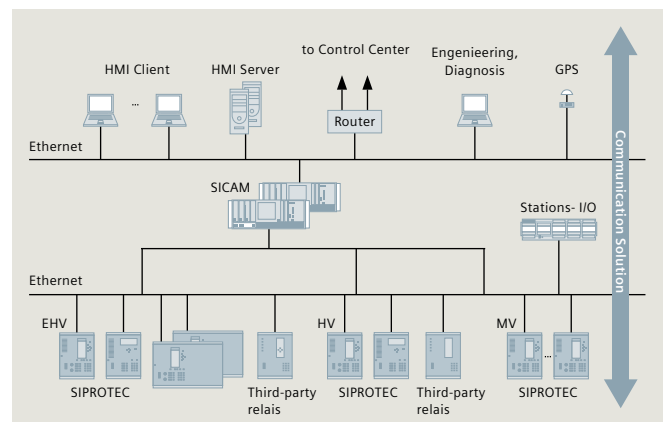 to Control Center
Engenieering,
Diagnosis
HMI Client
HMI Server
GPS
...
Router
Ethernet
SICAM
Stations- I/O
Communication Solution
Ethernet
EHV
HV
MV
...
SIPROTEC
Third-party
relais
SIPROTEC
Third-party
relais
SIPROTEC